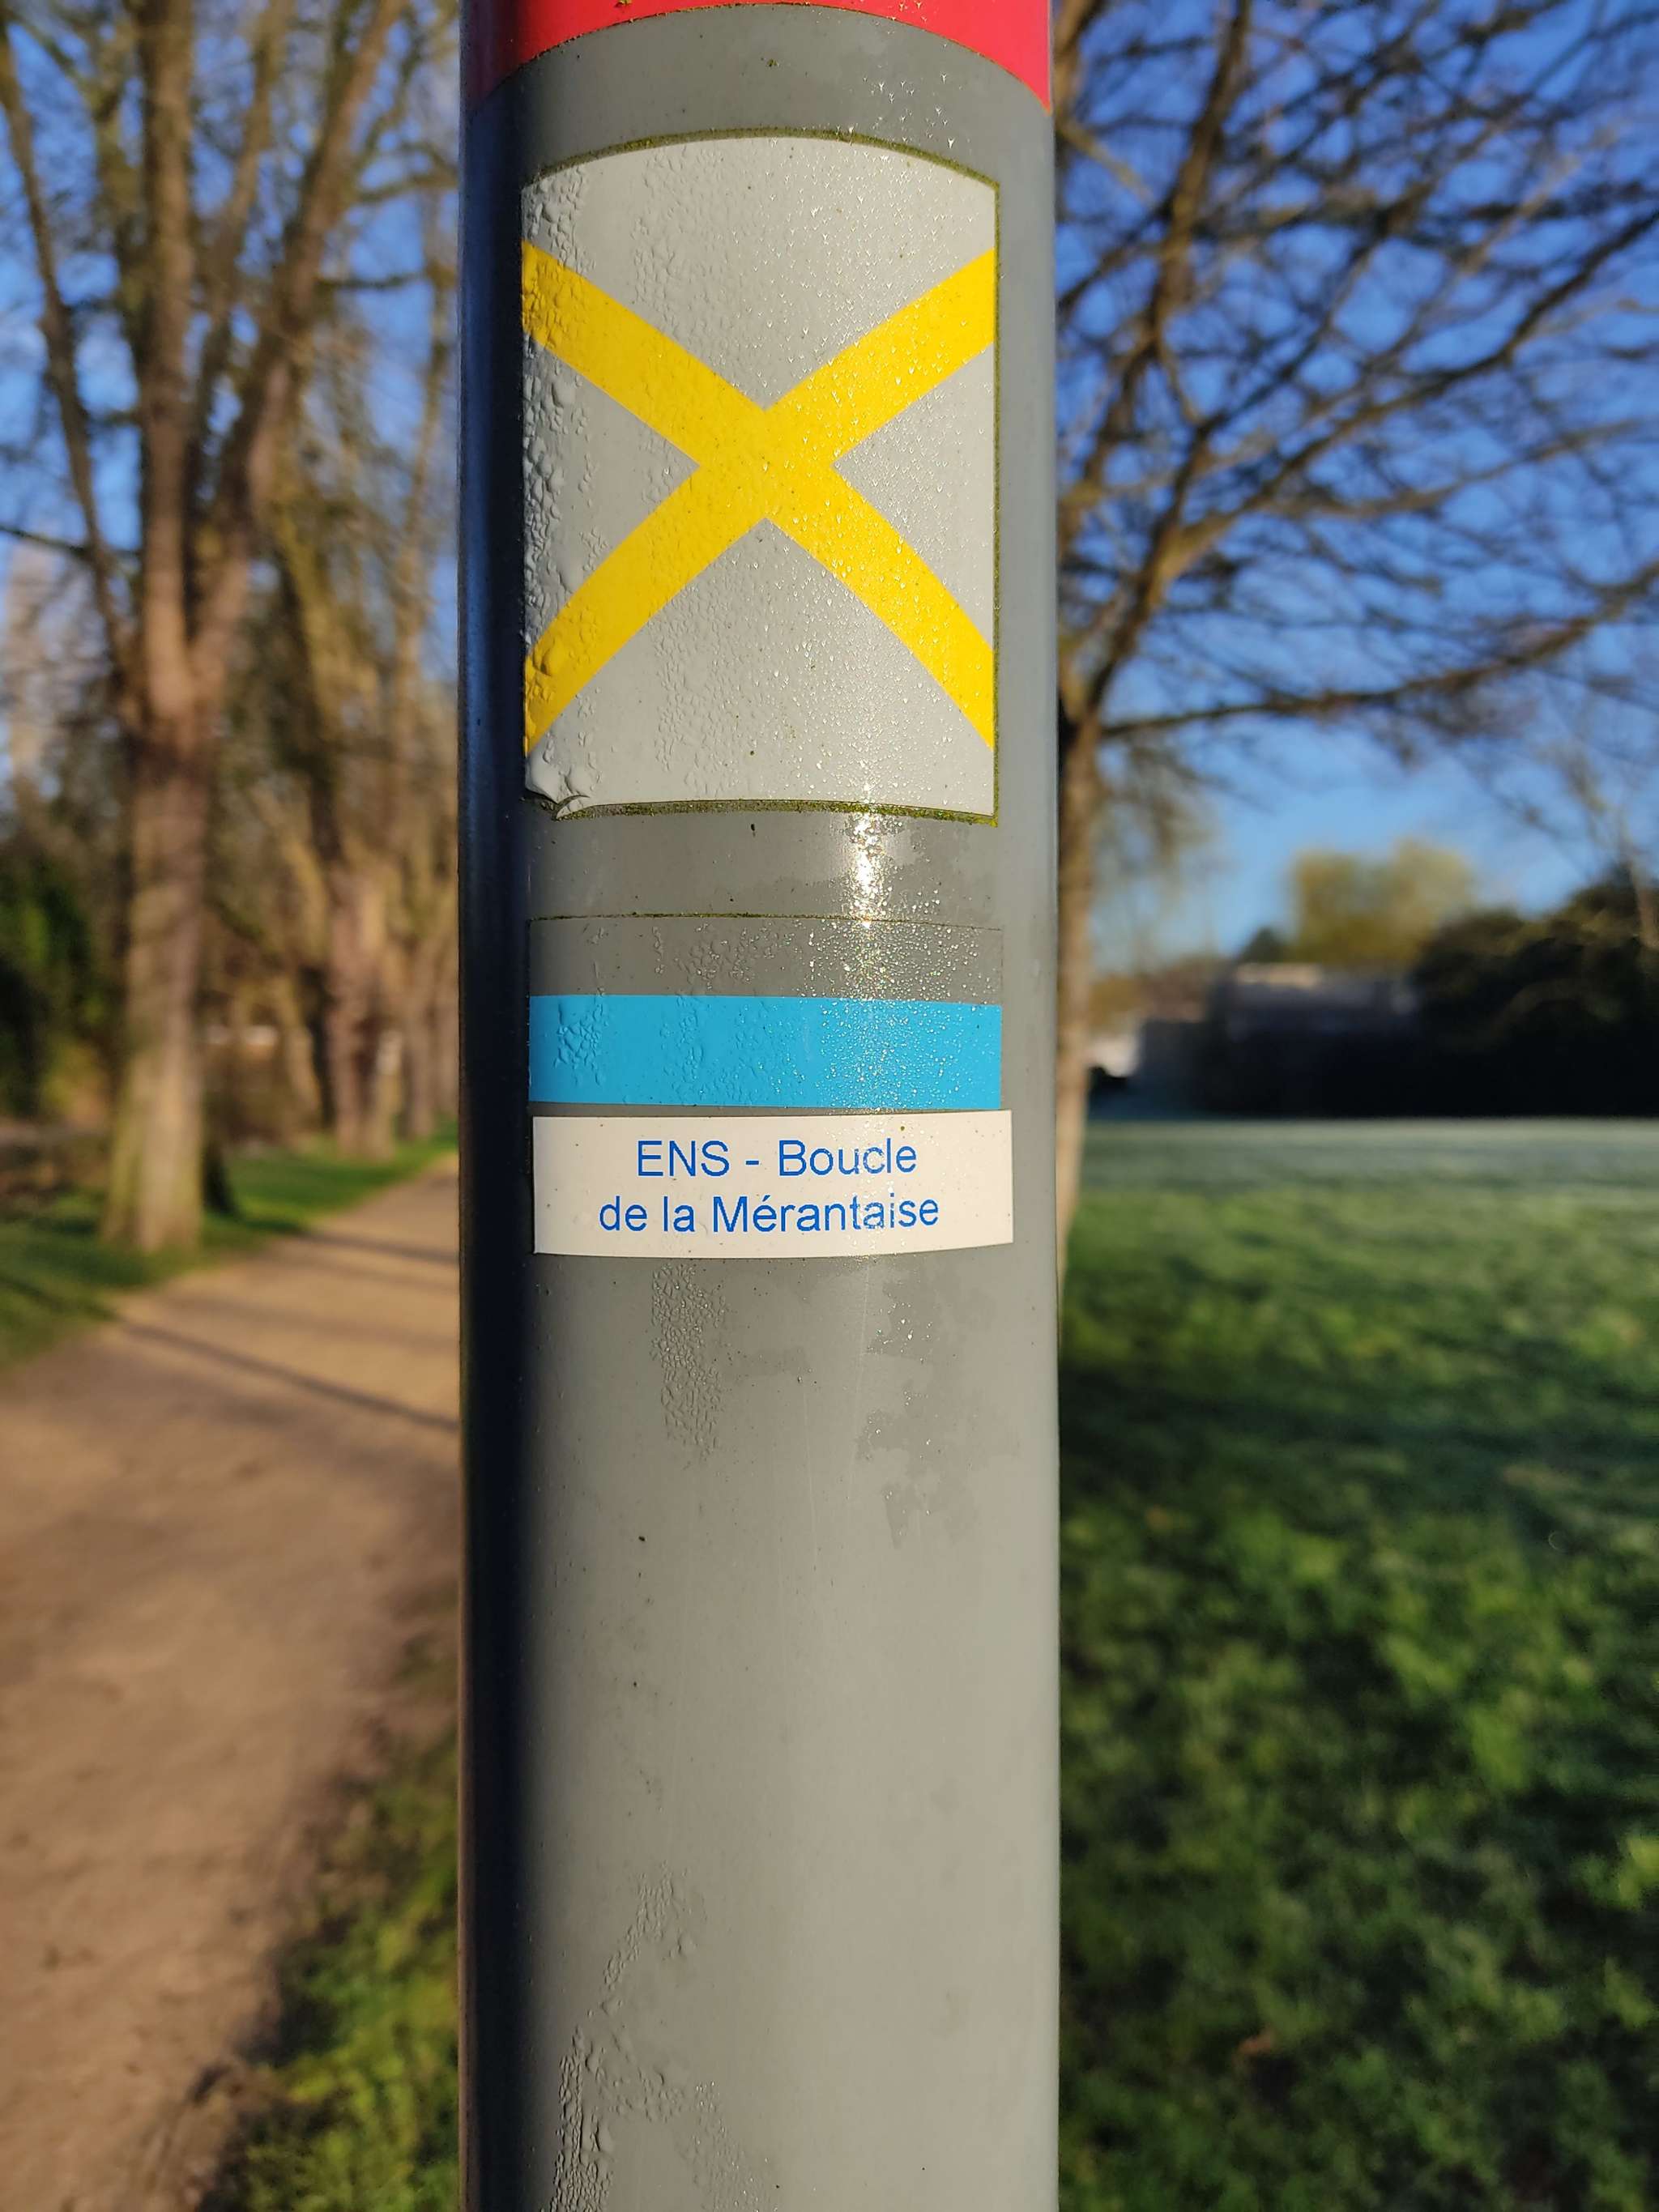 ENS - Boucle
de la Mérantaise